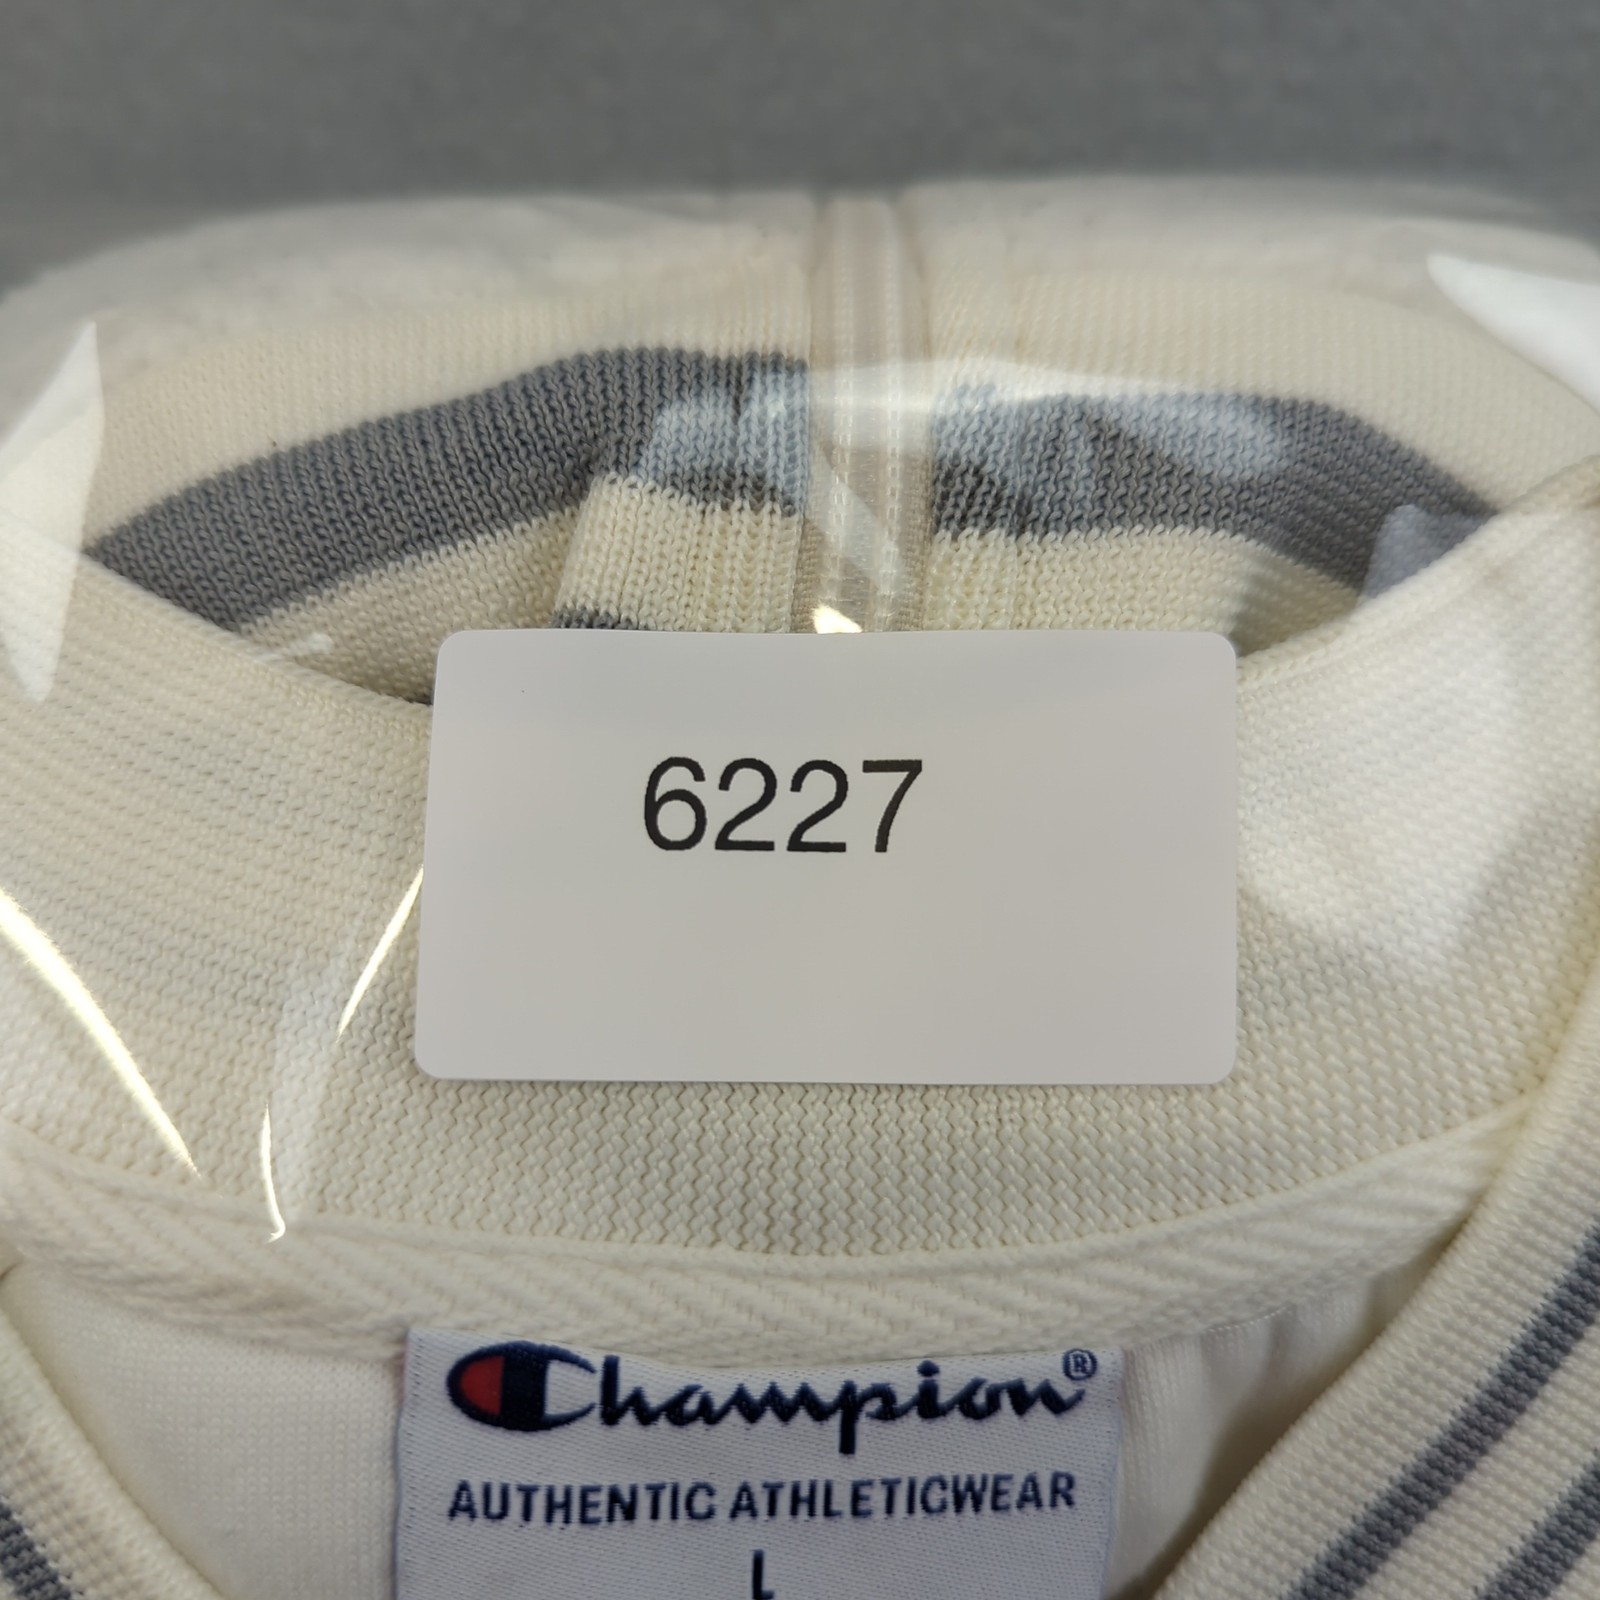 6227
Champion®
AUTHENTIC ATHLETICWEAR
L